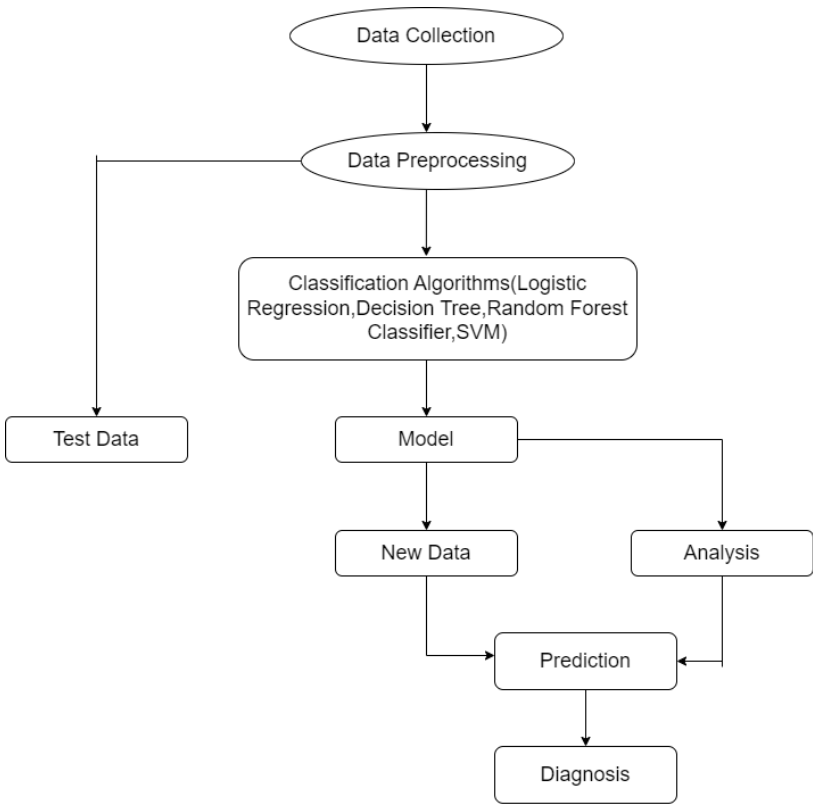 Data Collection
Data Preprocessing
Classification Algorithms(Logistic
Regression,Decision Tree,Random Forest
Classifier,SVM)
Test Data
Model
New Data
Analysis
Prediction
Diagnosis